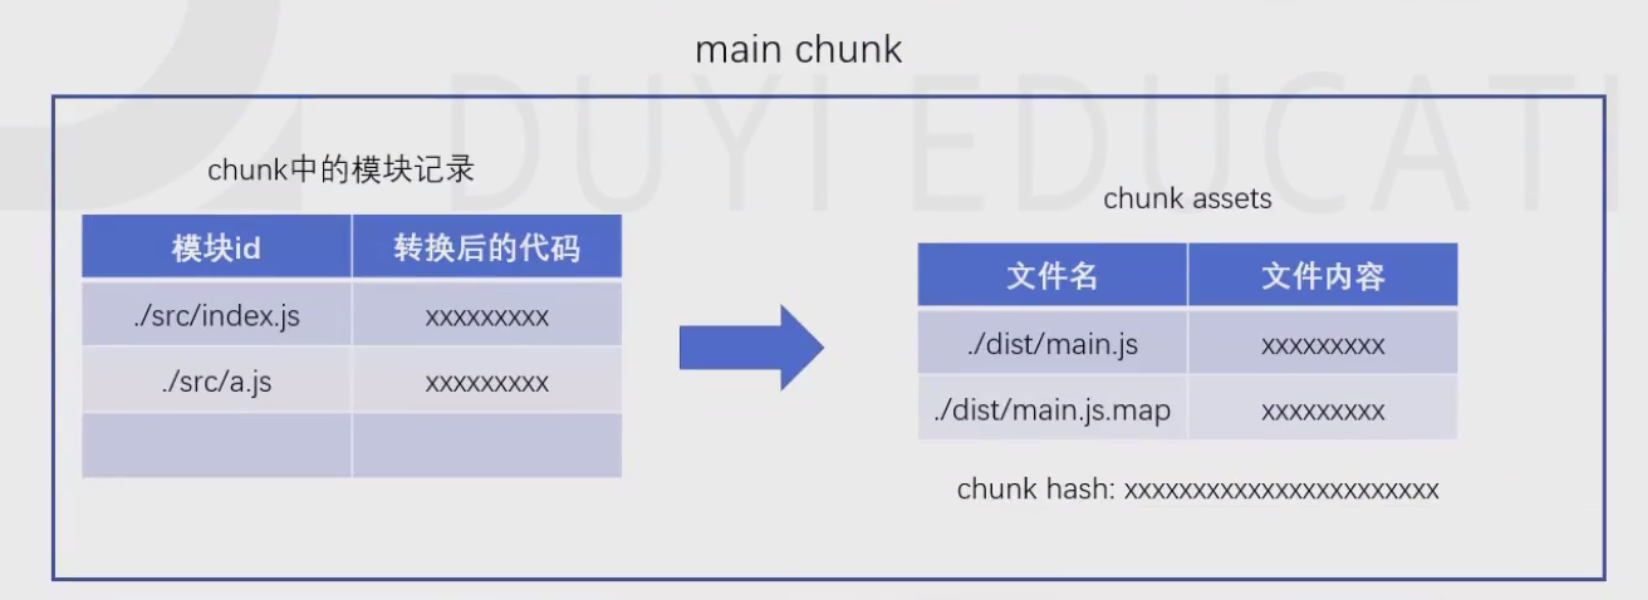 main chunk
DUYI EDUCATI
chunk中的模块记录
模块id 转换后的代码
./src/index.js xxxxxxxxx
./src/a.js xxxxxxxxx
chunk assets
文件名 文件内容
./dist/main.js xxxxxxxxx
./dist/main.js.map xxxxxxxxx
chunk hash: xxxxxxxxxxxxxxxxxxxxxxx